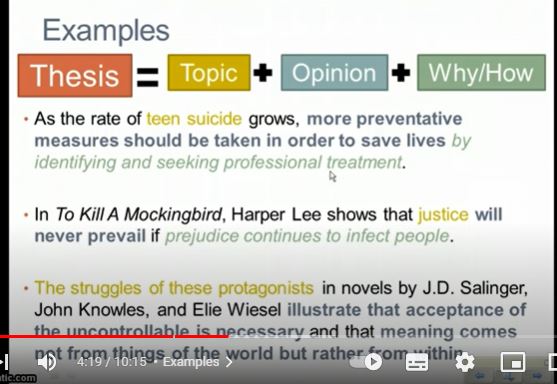 Examples
Thesis = Topic + Opinion + Why/How
• As the rate of teen suicide grows, more preventative
measures should be taken in order to save lives by
identifying and seeking professional treatment.
• In To Kill A Mockingbird, Harper Lee shows that justice will
never prevail if prejudice continues to infect people.
• The struggles of these protagonists in novels by J.D. Salinger,
John Knowles, and Elie Wiesel illustrate that acceptance of
the uncontrollable is necessary and that meaning comes
not from things of the world but rather from within.
4:19 / 10:15 • Examples >
tic.com